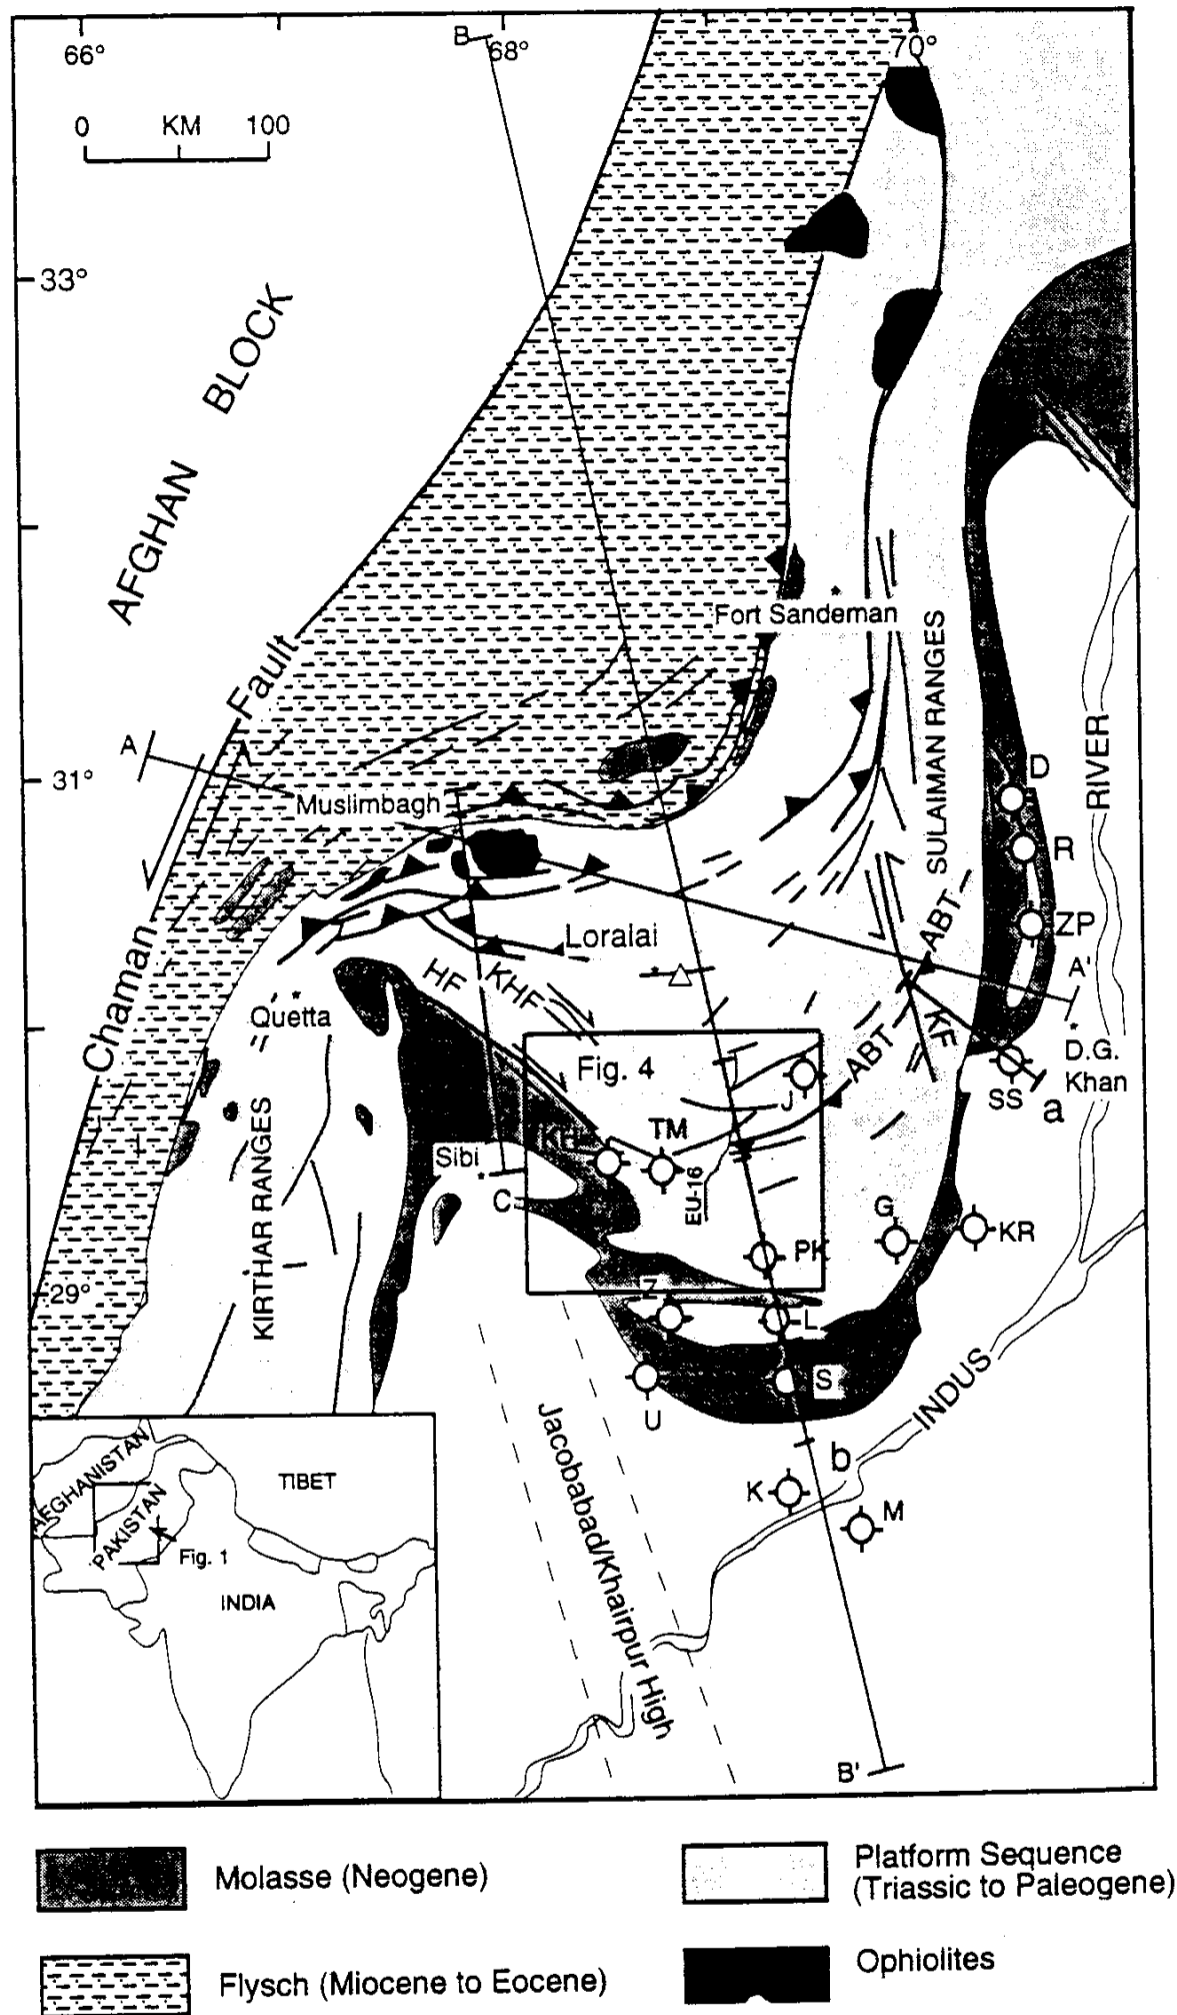 B
66°
68°
70°
0 KM 100
33°
AFGHAN BLOCK
Fort Sandeman
Fault
SULAIMAN RANGES
A
31°
Muslimbagh
D
RIVER
R
ABT
ZP
Loralai
A'
HF
KHF
Chaman
Quetta
KF
D.G.
Khan
ABT
Fig. 4
J
SS
a
TM
KH
Sibi
C
EU-16
KIRTHAR RANGES
G
KR
PK
29°
Z
L
S
U
INDUS
b
K
M
Jacobabad/Khairpur High
B'
AFGHANISTAN
TIBET
PAKISTAN
Fig. 1
INDIA
Molasse (Neogene)
Platform Sequence
(Triassic to Paleogene)
Flysch (Miocene to Eocene)
Ophiolites